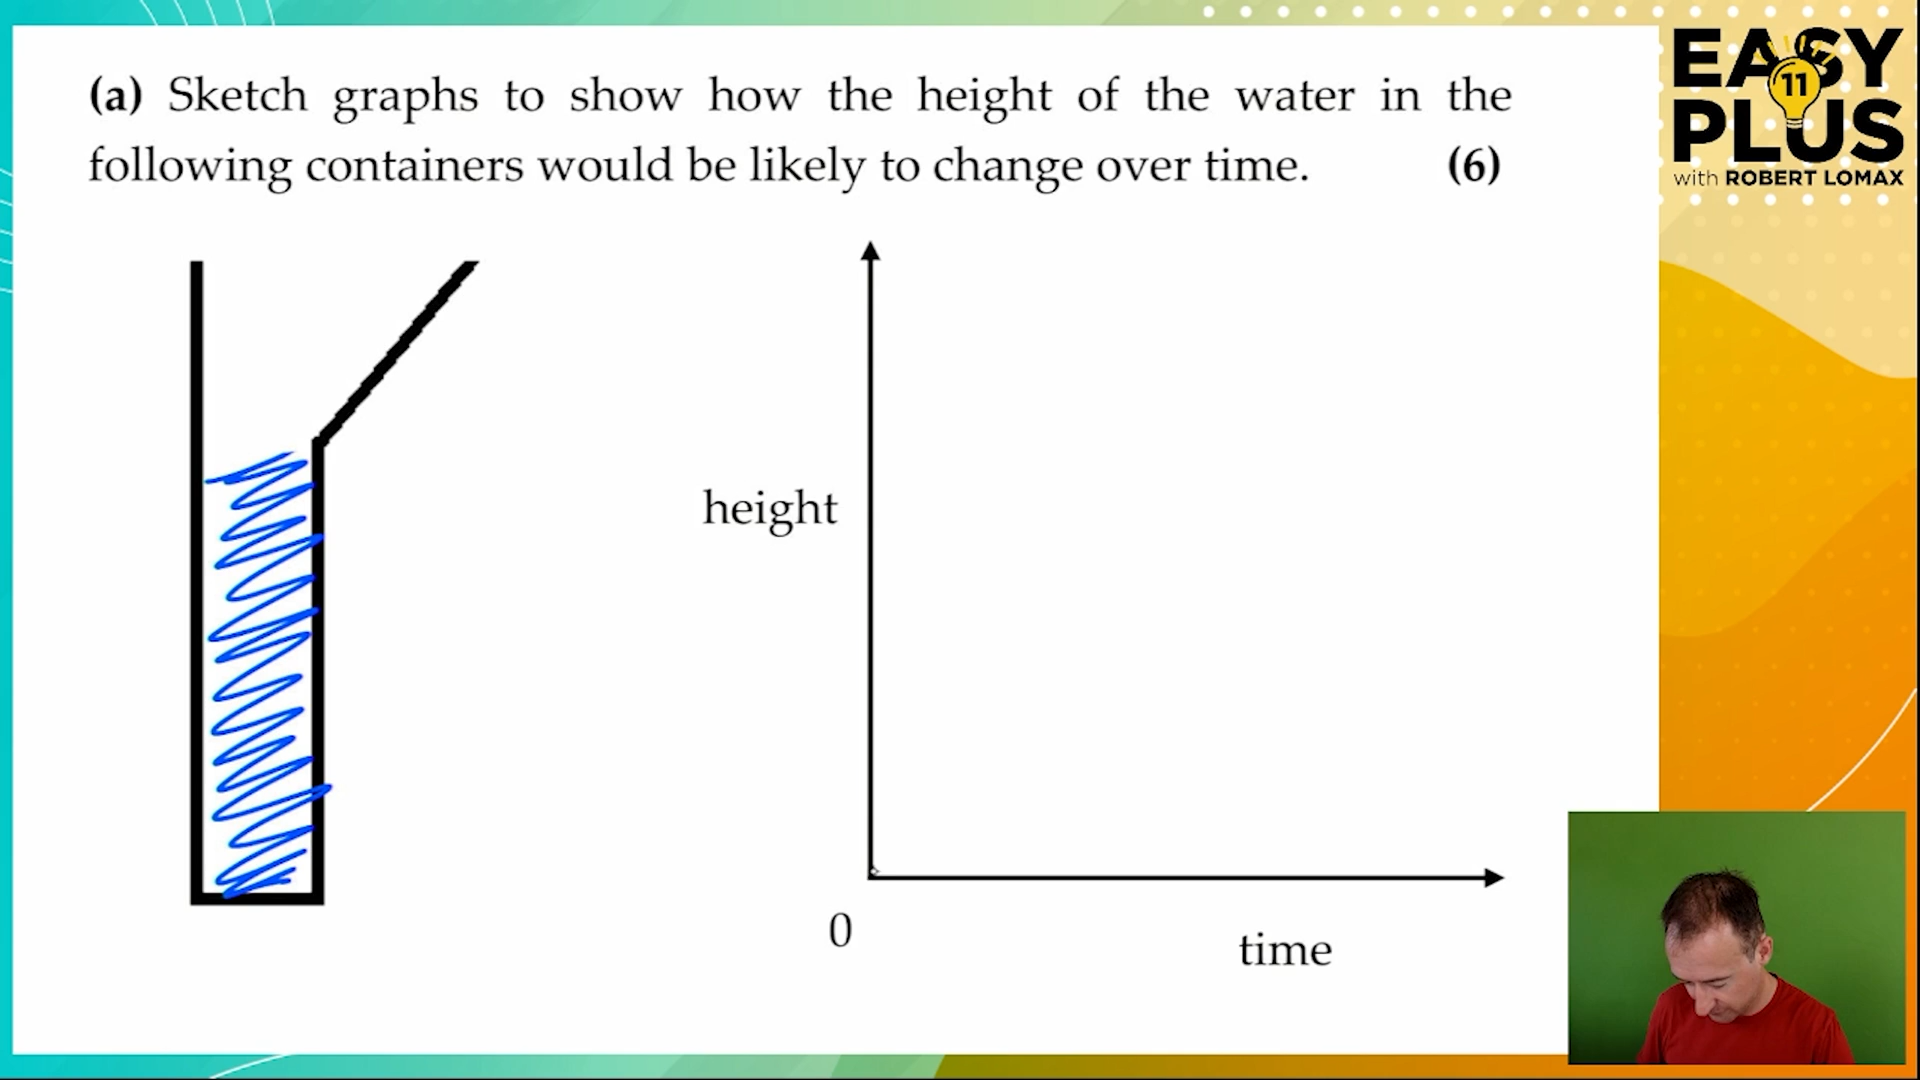 (a) Sketch graphs to show how the height of the water in the
following containers would be likely to change over time. (6)
EASY
11
PLUS
with ROBERT LOMAX
height
0
time